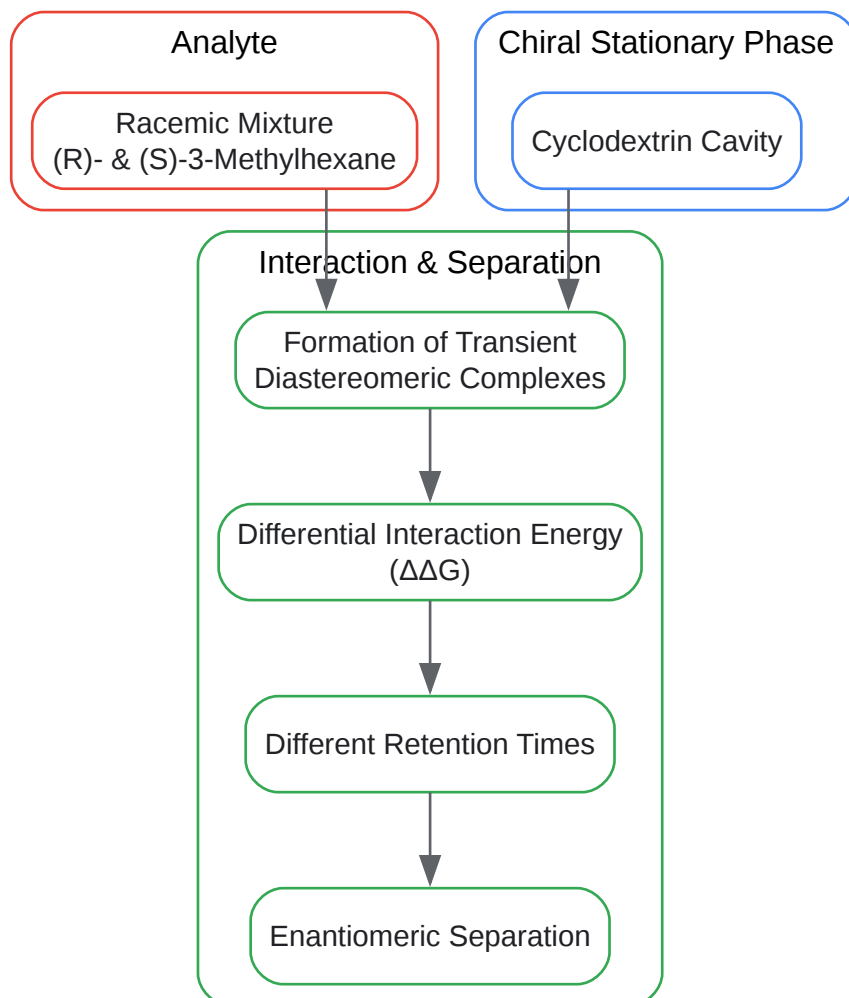 Analyte
Racemic Mixture
(R)- & (S)-3-Methylhexane
Chiral Stationary Phase
Cyclodextrin Cavity
Interaction & Separation
Formation of Transient
Diastereomeric Complexes
Differential Interaction Energy
(ΔΔG)
Different Retention Times
Enantiomeric Separation